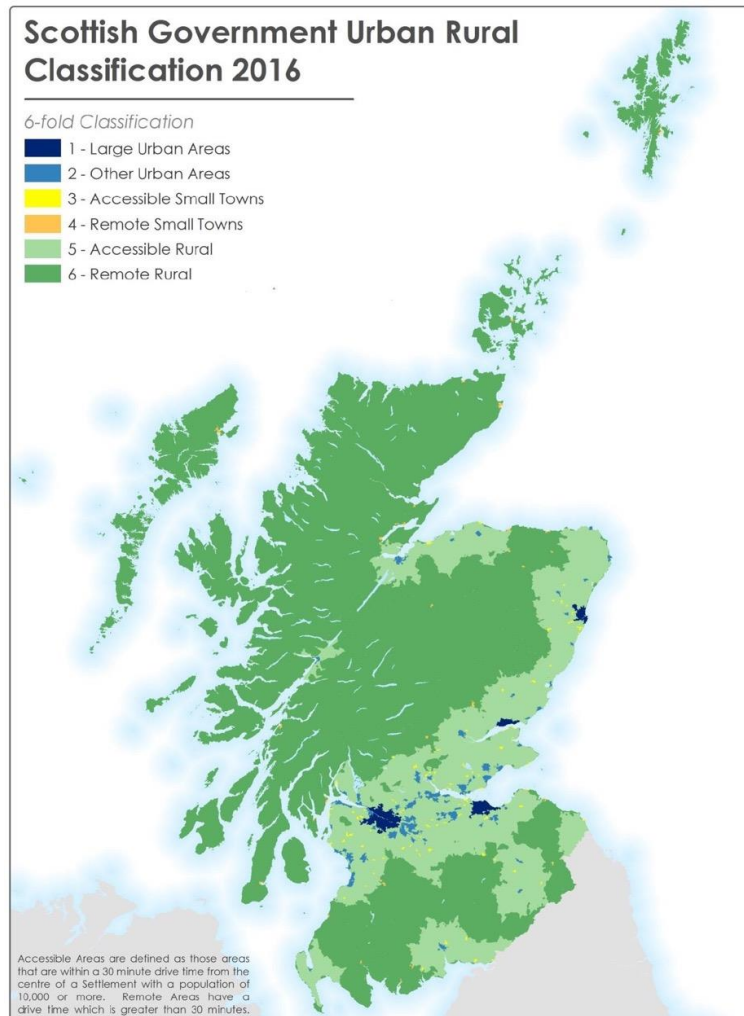 Scottish Government Urban Rural
Classification 2016
6-fold Classification
1 - Large Urban Areas
2 - Other Urban Areas
3 - Accessible Small Towns
4 - Remote Small Towns
5 - Accessible Rural
6 - Remote Rural
Accessible Areas are defined as those areas
that are within a 30 minute drive time from the
centre of a Settlement with a population of
10,000 or more. Remote Areas have a
drive time which is greater than 30 minutes.